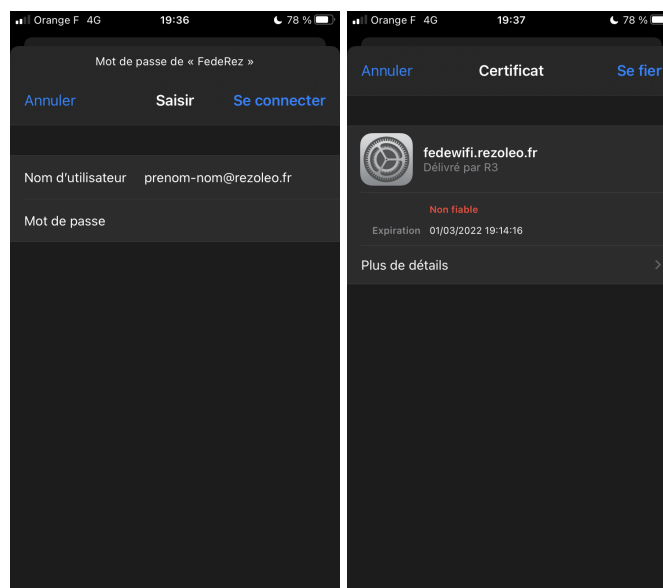 Orange F 4G 19:36 78 %
Mot de passe de « FedeRez »
Annuler Saisir Se connecter
Nom d'utilisateur prenom-nom@rezoleo.fr
Mot de passe
Orange F 4G 19:37 78 %
Annuler Certificat Se fier
fedewifi.rezoleo.fr
Délivré par R3
Non fiable
Expiration 01/03/2022 19:14:16
Plus de détails